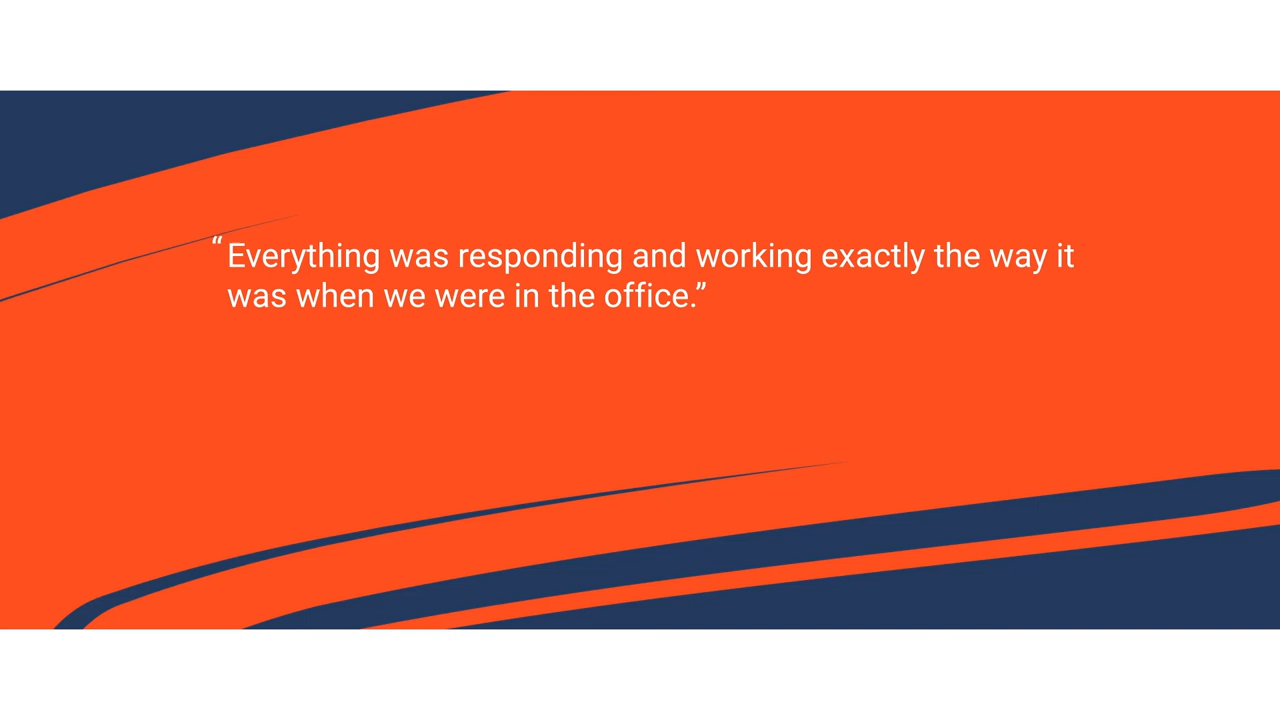 “Everything was responding and working exactly the way it
was when we were in the office.”